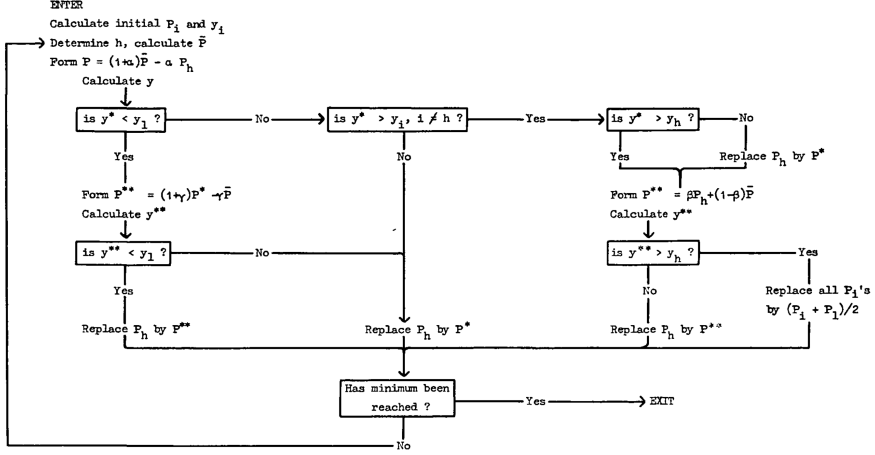 ENTER
Calculate initial P_i and y_i
Determine h, calculate P̄
Form P = (1+α)P̄ - α P_h
Calculate y
is y* < y_l ?
No
is y* > y_i, i ≠ h ?
Yes
is y* > y_h ?
No
Yes
No
Yes
Replace P_h by P*
Form P** = (1+γ)P* -γP̄
Calculate y**
Form P** = βP_h+(1-β)P̄
Calculate y**
is y** < y_l ?
No
is y** > y_h ?
Yes
Yes
No
Replace all P_i's
by (P_i + P_l)/2
Replace P_h by P**
Replace P_h by P*
Replace P_h by P**
Has minimum been
reached ?
Yes
EXIT
No